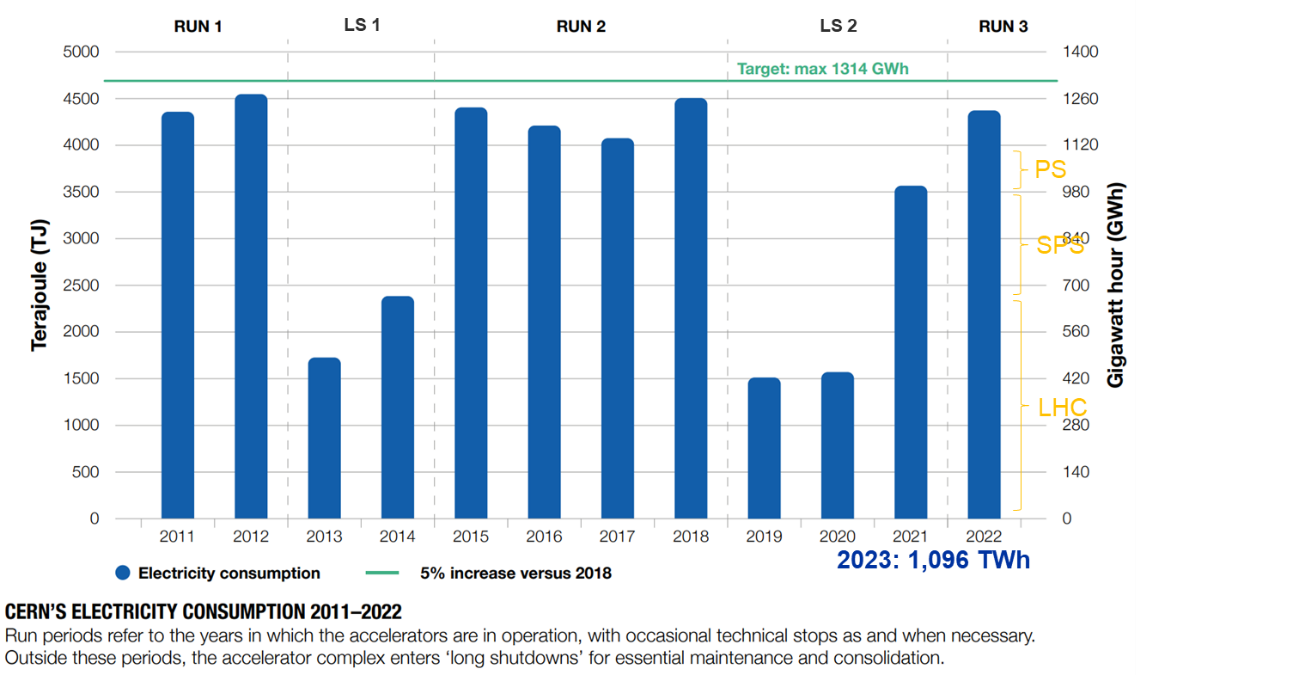 RUN 1 LS 1 RUN 2 LS 2 RUN 3
5000 1400
Target: max 1314 GWh
4500 1260
4000 1120
PS
3500 980
3000 840
SPS
2500 700
2000 560
1500 420
LHC
1000 280
500 140
0 0
Terajoule (TJ)
Gigawatt hour (GWh)
2011 2012 2013 2014 2015 2016 2017 2018 2019 2020 2021 2022
2023: 1,096 TWh
Electricity consumption 5% increase versus 2018
CERN'S ELECTRICITY CONSUMPTION 2011–2022
Run periods refer to the years in which the accelerators are in operation, with occasional technical stops as and when necessary.
Outside these periods, the accelerator complex enters 'long shutdowns' for essential maintenance and consolidation.